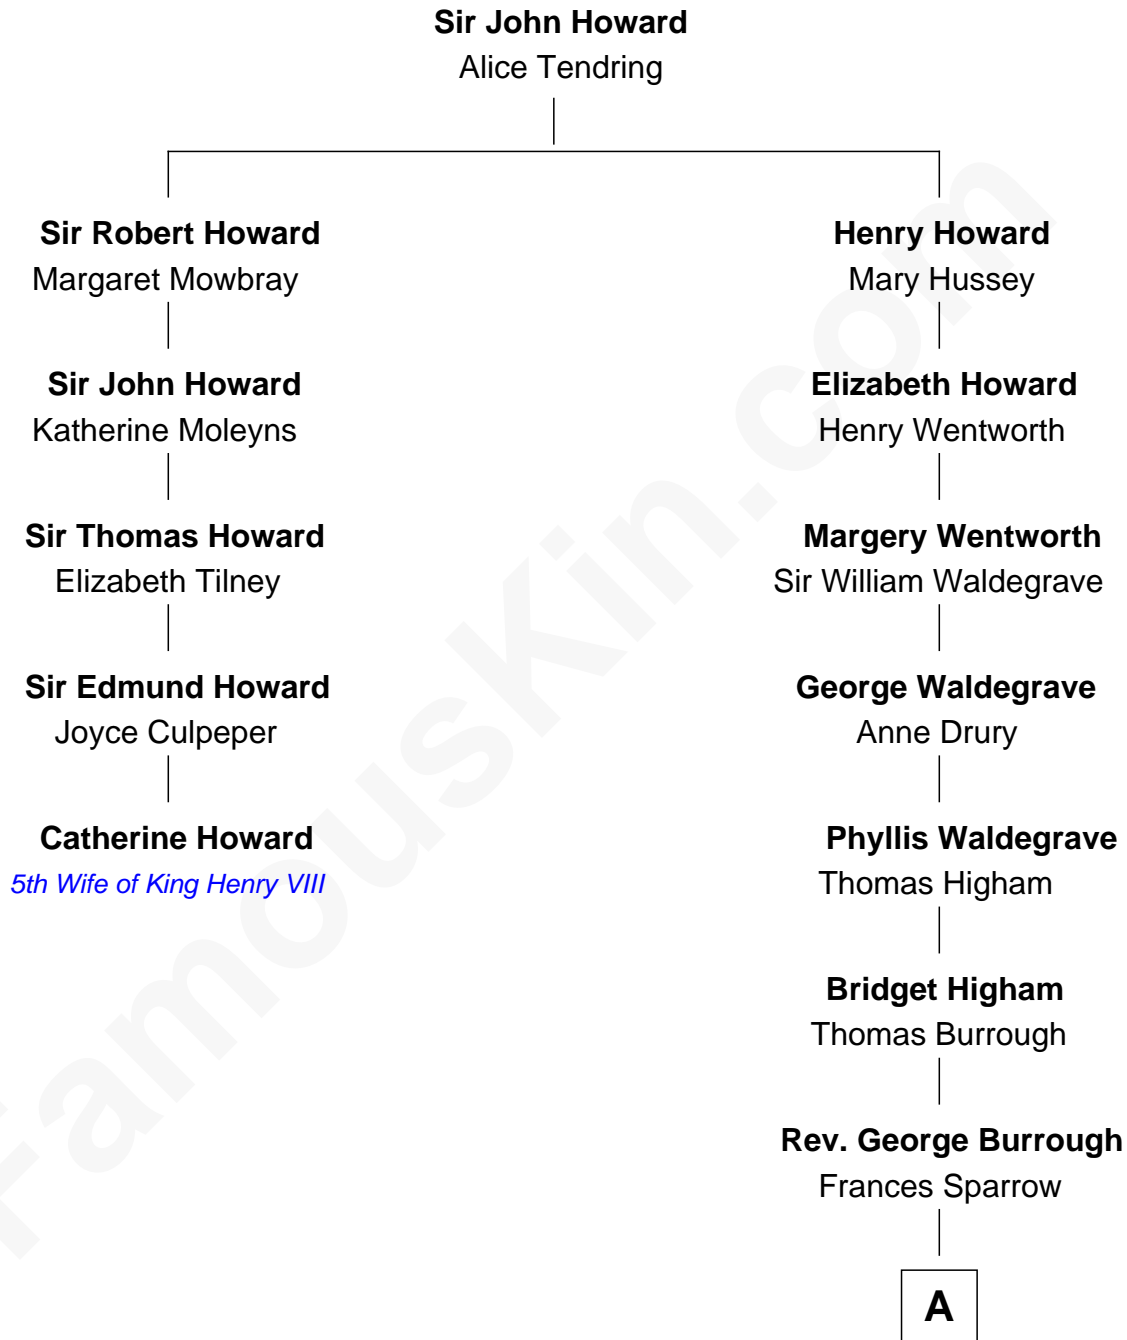 Sir John Howard
Alice Tendring
Sir Robert Howard
Margaret Mowbray
Sir John Howard
Katherine Moleyns
Sir Thomas Howard
Elizabeth Tilney
Sir Edmund Howard
Joyce Culpeper
Catherine Howard
5th Wife of King Henry VIII
Henry Howard
Mary Hussey
Elizabeth Howard
Henry Wentworth
Margery Wentworth
Sir William Waldegrave
George Waldegrave
Anne Drury
Phyllis Waldegrave
Thomas Higham
Bridget Higham
Thomas Burrough
Rev. George Burrough
Frances Sparrow
A
FamousKin.com